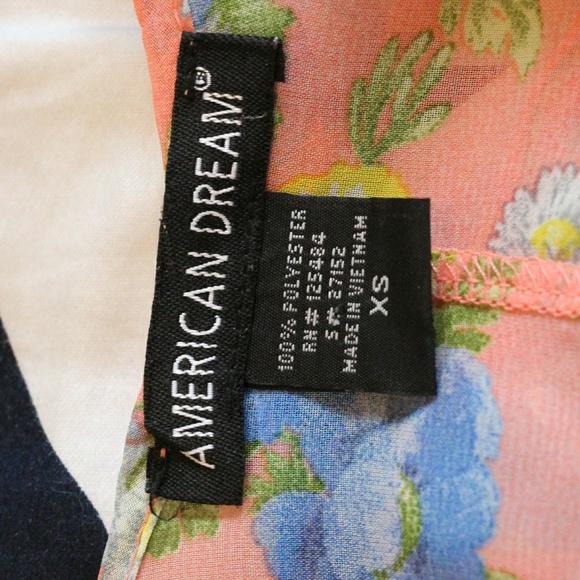 AMERICAN DREAM®
100% POLYESTER
RN# 125484
S#: 27152
MADE IN VIETNAM
XS